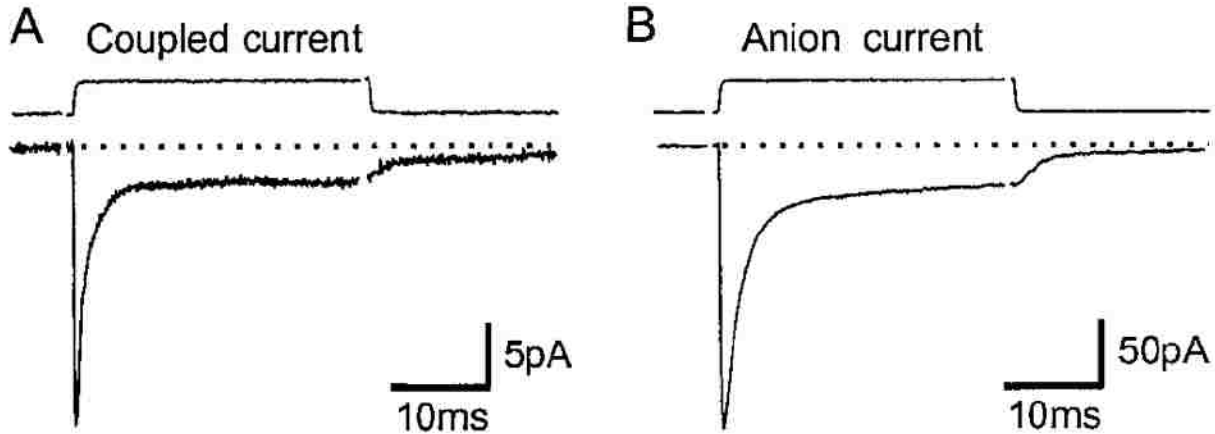 A Coupled current
5pA
10ms
B Anion current
50pA
10ms